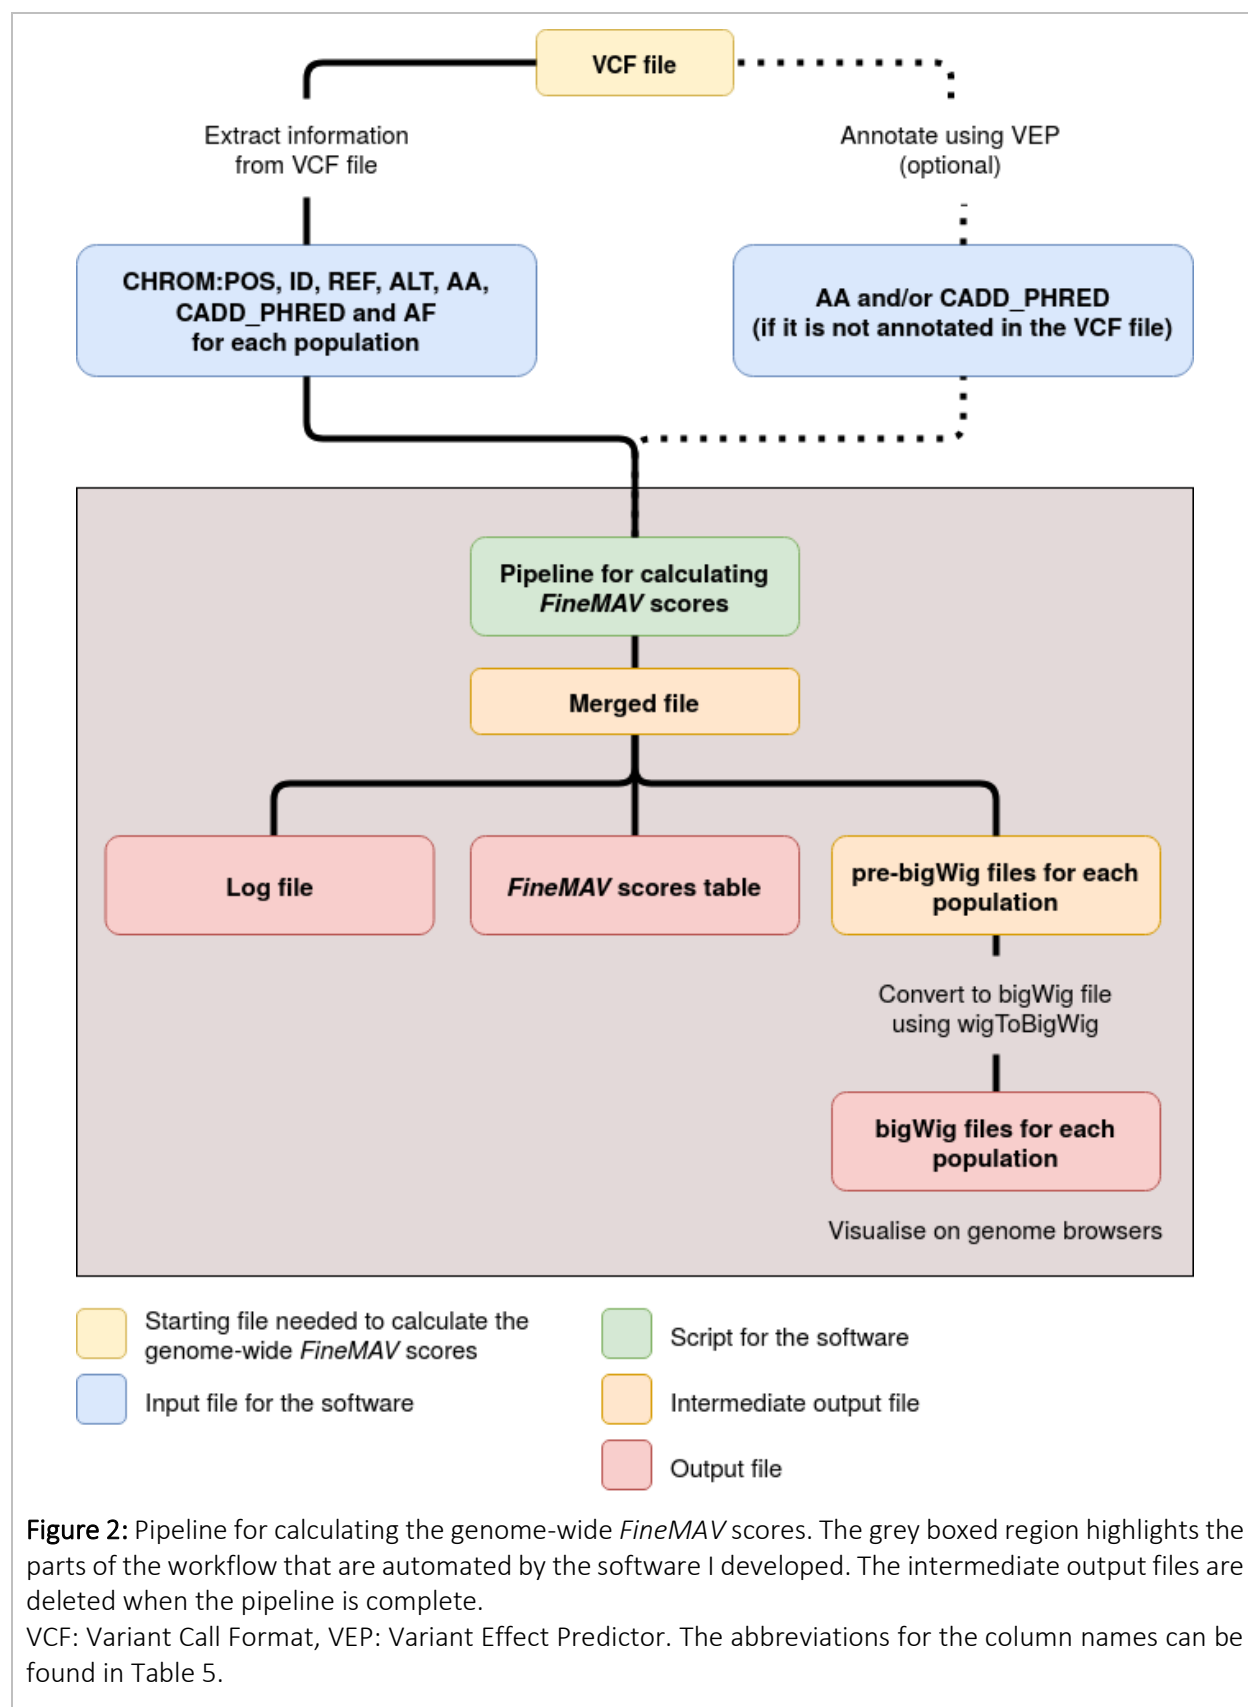 VCF file
Extract information
from VCF file
Annotate using VEP
(optional)
CHROM:POS, ID, REF, ALT, AA,
CADD_PHRED and AF
for each population
AA and/or CADD_PHRED
(if it is not annotated in the VCF file)
Pipeline for calculating
FineMAV scores
Merged file
Log file
FineMAV scores table
pre-bigWig files for each
population
Convert to bigWig file
using wigToBigWig
bigWig files for each
population
Visualise on genome browsers
Starting file needed to calculate the
genome-wide FineMAV scores
Input file for the software
Script for the software
Intermediate output file
Output file
Figure 2: Pipeline for calculating the genome-wide FineMAV scores. The grey boxed region highlights the
parts of the workflow that are automated by the software I developed. The intermediate output files are
deleted when the pipeline is complete.
VCF: Variant Call Format, VEP: Variant Effect Predictor. The abbreviations for the column names can be
found in Table 5.